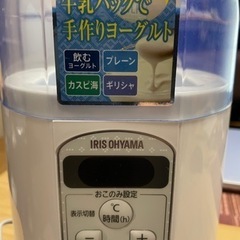 牛乳パックで
手作りヨーグルト
飲む
ヨーグルト
プレーン
カスピ海
ギリシャ
IRIS OHYAMA
おこのみ設定
表示切替
℃
時間(h)
−
+